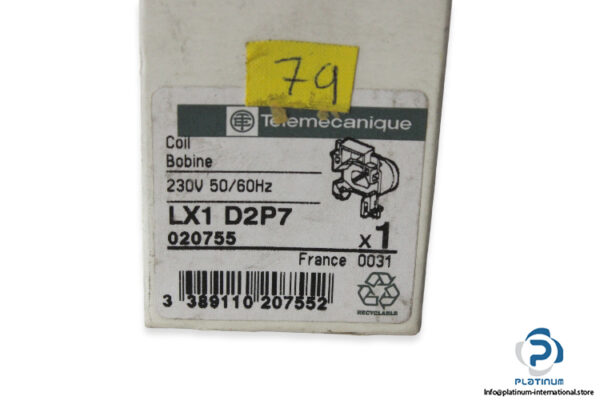 79
Telemecanique
Coil
Bobine
230V 50/60Hz
LX1 D2P7
020755
x1
France 0031
3 389110 207552
RECYCLABLE
PLATINUM
Info@platinum-international.store